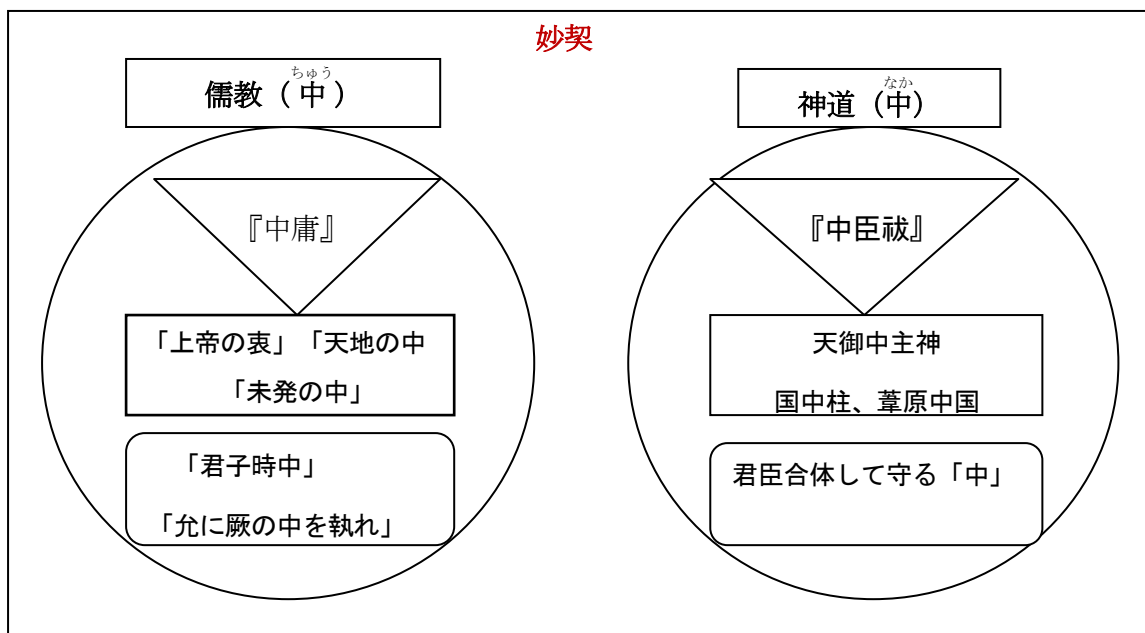 妙契
ちゅう
儒教（中）
『中庸』
「上帝の衷」「天地の中
「未発の中」
「君子時中」
「允に厥の中を執れ」
なか
神道（中）
『中臣祓』
天御中主神
国中柱、葦原中国
君臣合体して守る「中」